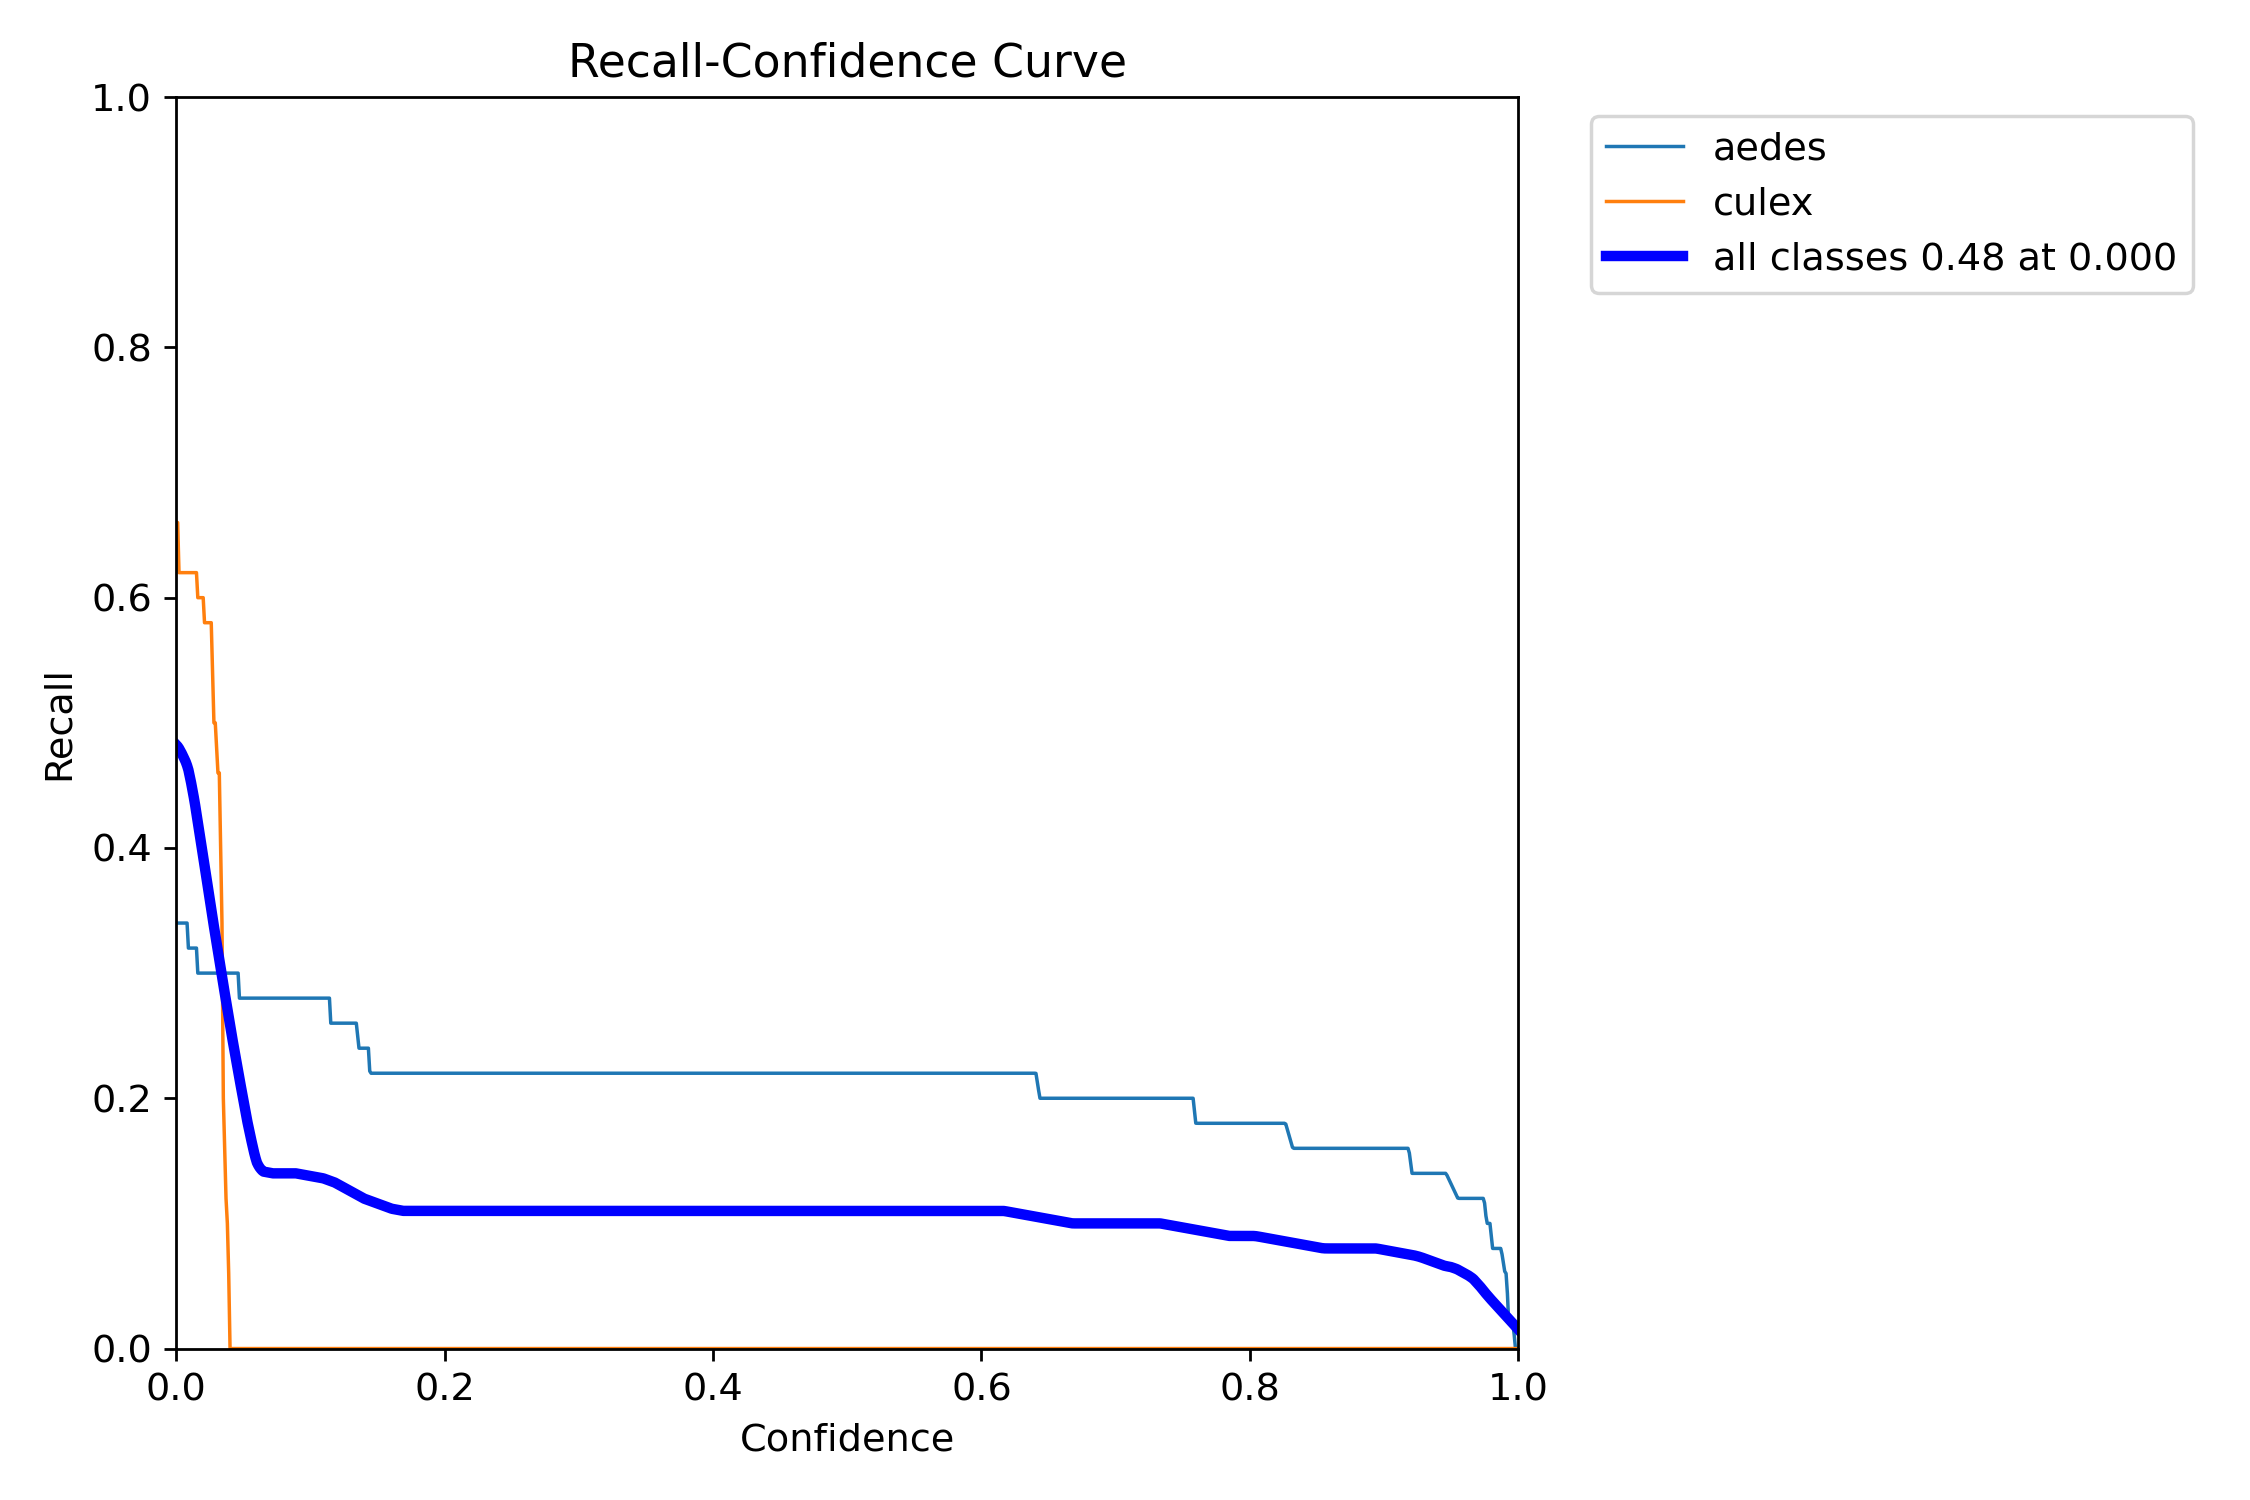 Recall-Confidence Curve
1.0
0.8
0.6
0.4
0.2
0.0
Recall
0.0 0.2 0.4 0.6 0.8 1.0
Confidence
aedes
culex
all classes 0.48 at 0.000